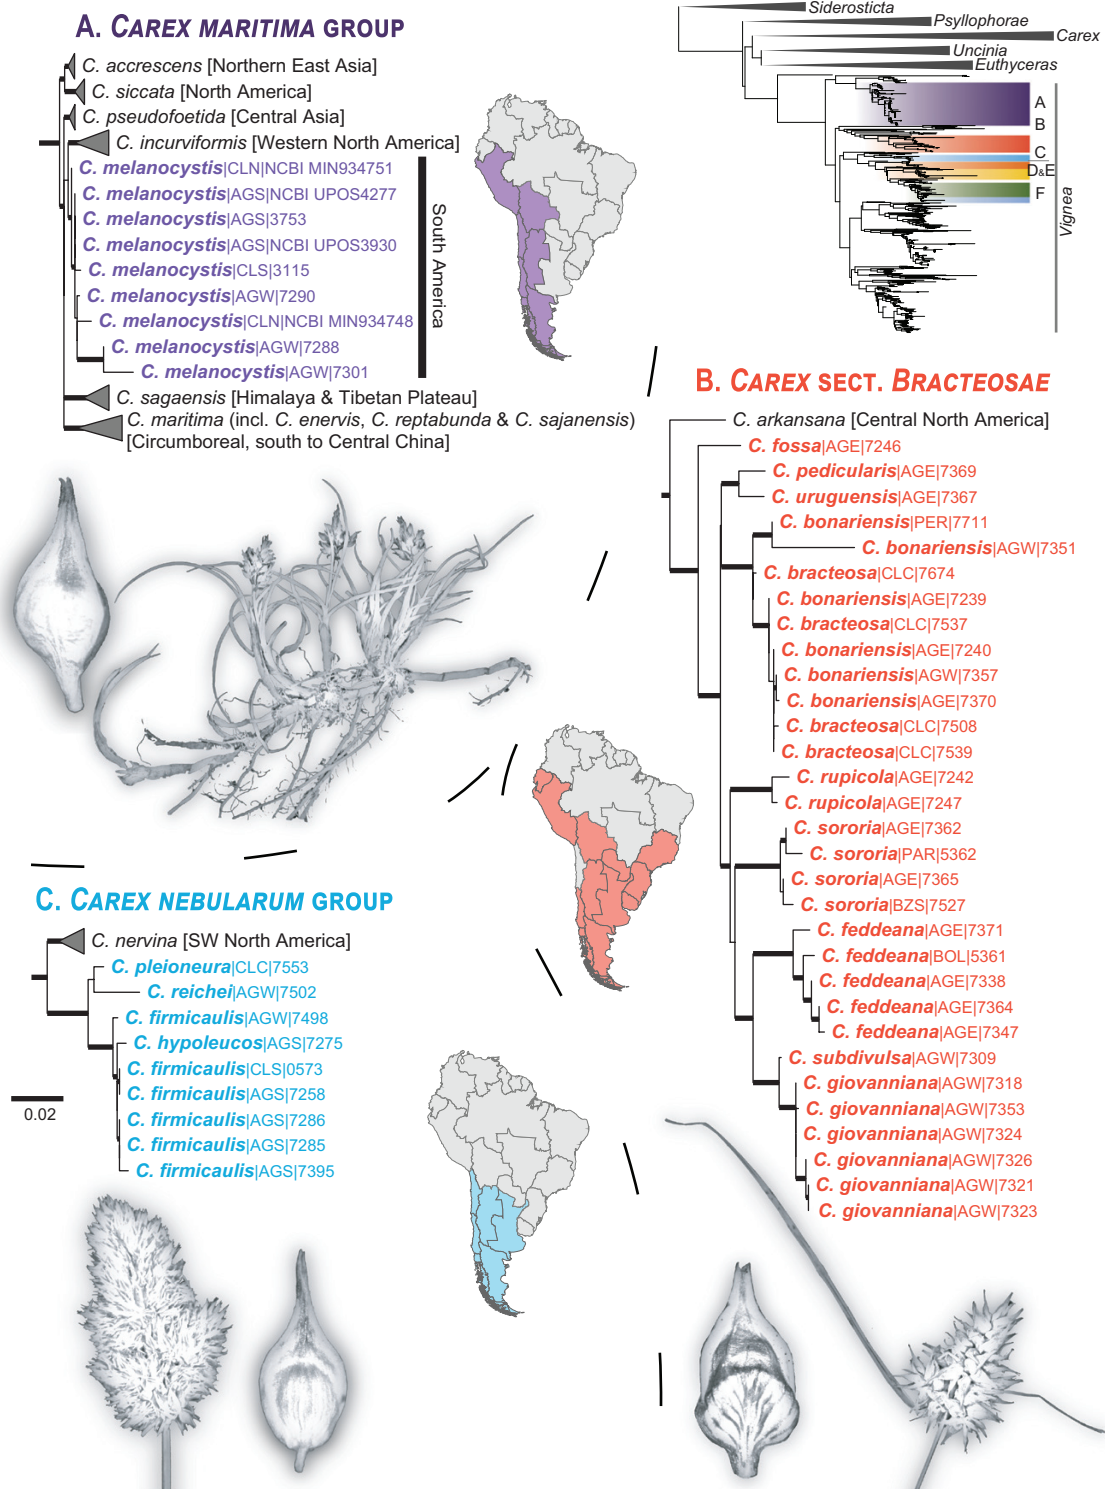 A. CAREX MARITIMA GROUP
C. accrescens [Northern East Asia]
C. siccata [North America]
C. pseudofoetida [Central Asia]
C. incurviformis [Western North America]
C. melanocystis|CLN|NCBI MIN934751
C. melanocystis|AGS|NCBI UPOS4277
C. melanocystis|AGS|3753
C. melanocystis|AGS|NCBI UPOS3930
C. melanocystis|CLS|3115
C. melanocystis|AGW|7290
C. melanocystis|CLN|NCBI MIN934748
C. melanocystis|AGW|7288
C. melanocystis|AGW|7301
South America
C. sagaensis [Himalaya & Tibetan Plateau]
C. maritima (incl. C. enervis, C. reptabunda & C. sajanensis)
[Circumboreal, south to Central China]
Siderosticta
Psyllophorae
Carex
Uncinia
Euthyceras
A
B
C
D&E
F
Vignea
B. CAREX SECT. BRACTEOSAE
C. arkansana [Central North America]
C. fossa|AGE|7246
C. pedicularis|AGE|7369
C. uruguensis|AGE|7367
C. bonariensis|PER|7711
C. bonariensis|AGW|7351
C. bracteosa|CLC|7674
C. bonariensis|AGE|7239
C. bracteosa|CLC|7537
C. bonariensis|AGE|7240
C. bonariensis|AGW|7357
C. bonariensis|AGE|7370
C. bracteosa|CLC|7508
C. bracteosa|CLC|7539
C. rupicola|AGE|7242
C. rupicola|AGE|7247
C. sororia|AGE|7362
C. sororia|PAR|5362
C. sororia|AGE|7365
C. sororia|BZS|7527
C. feddeana|AGE|7371
C. feddeana|BOL|5361
C. feddeana|AGE|7338
C. feddeana|AGE|7364
C. feddeana|AGE|7347
C. subdivulsa|AGW|7309
C. giovanniana|AGW|7318
C. giovanniana|AGW|7353
C. giovanniana|AGW|7324
C. giovanniana|AGW|7326
C. giovanniana|AGW|7321
C. giovanniana|AGW|7323
C. CAREX NEBULARUM GROUP
C. nervina [SW North America]
C. pleioneura|CLC|7553
C. reichei|AGW|7502
C. firmicaulis|AGW|7498
C. hypoleucos|AGS|7275
C. firmicaulis|CLS|0573
C. firmicaulis|AGS|7258
C. firmicaulis|AGS|7286
C. firmicaulis|AGS|7285
C. firmicaulis|AGS|7395
0.02